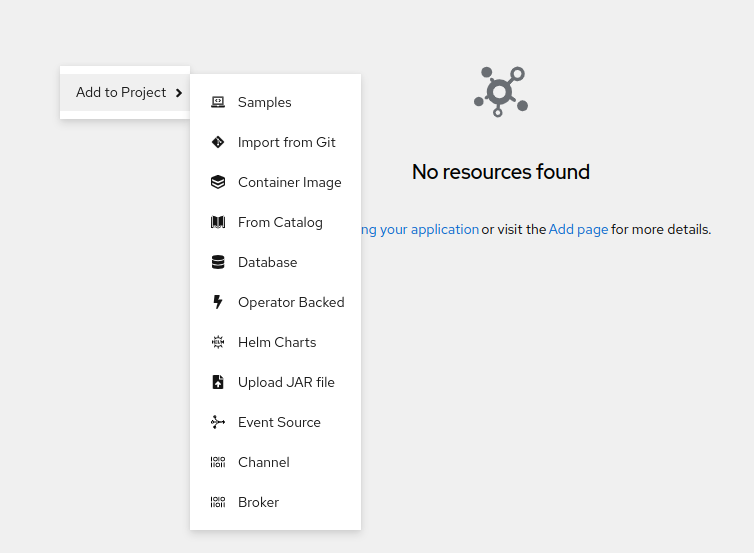 Add to Project
Samples
Import from Git
Container Image
From Catalog
Database
Operator Backed
Helm Charts
Upload JAR file
Event Source
Channel
Broker
No resources found
your application or visit the Add page for more details.